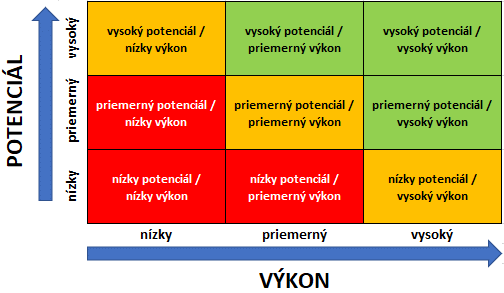 POTENCIÁL
vysoký
vysoký potenciál /
nízky výkon
vysoký potenciál /
priemerný výkon
vysoký potenciál /
vysoký výkon
priemerný
priemerný potenciál /
nízky výkon
priemerný potenciál /
priemerný výkon
priemerný potenciál /
vysoký výkon
nízky
nízky potenciál /
nízky výkon
nízky potenciál /
priemerný výkon
nízky potenciál /
vysoký výkon
nízky
priemerný
vysoký
VÝKON